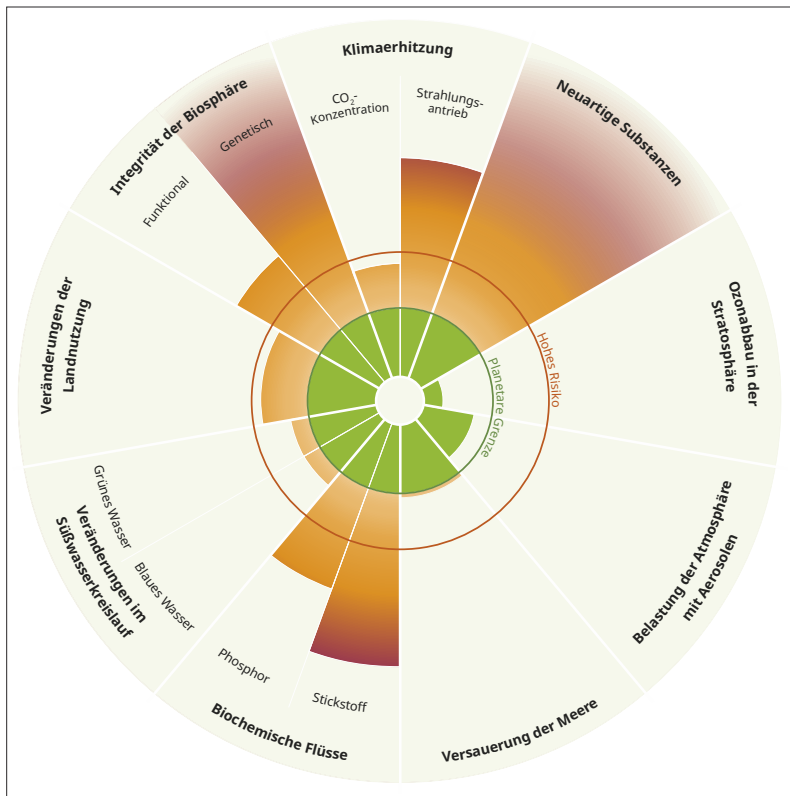 Klimaerhitzung
CO₂-
Konzentration
Strahlungs-
antrieb
Neuartige Substanzen
Ozonabbau in der
Stratosphäre
Hohes Risiko
Planetare Grenze
Belastung der Atmosphäre
mit Aerosolen
Versauerung der Meere
Biochemische Flüsse
Stickstoff
Phosphor
Veränderungen im
Süßwasserkreislauf
Blaues Wasser
Grünes Wasser
Veränderungen der
Landnutzung
Integrität der Biosphäre
Funktional
Genetisch